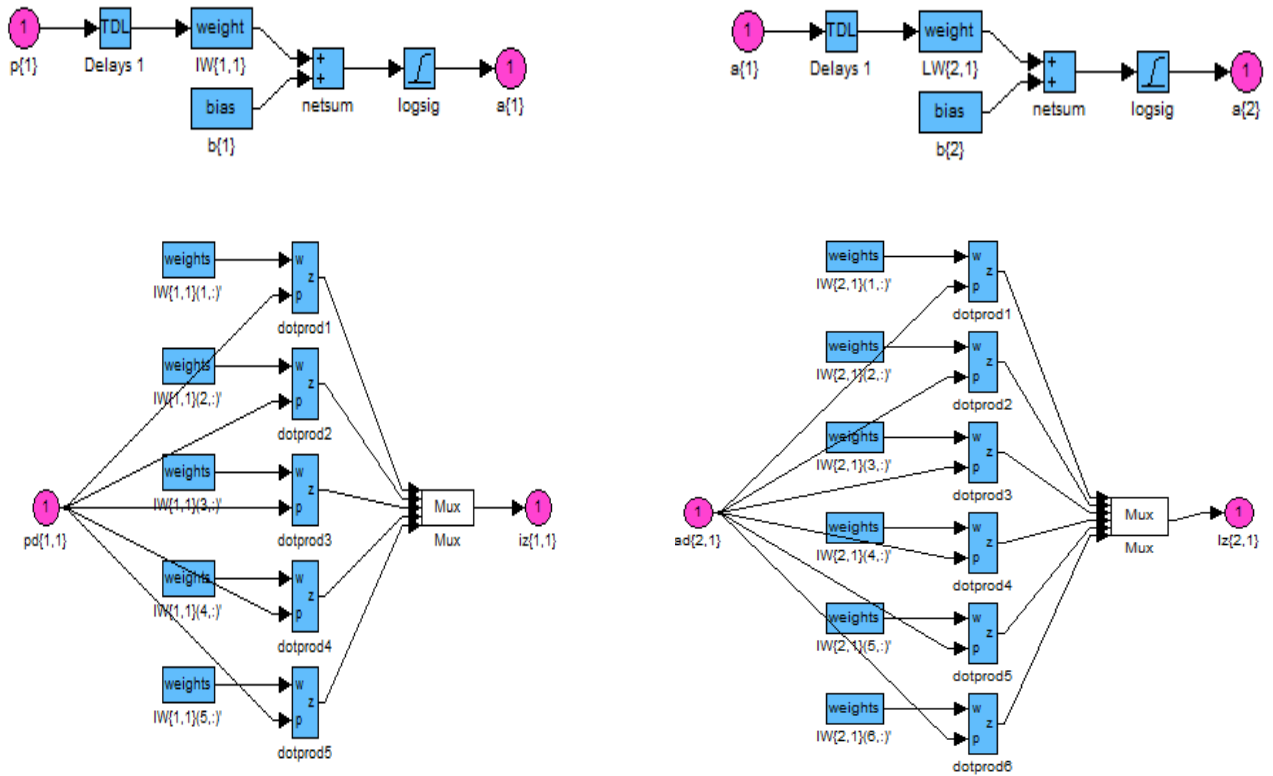 1
TDL
weight
p{1}
Delays 1
IW{1,1}
+
+
bias
b{1}
netsum
logsig
1
a{1}
1
TDL
weight
a{1}
Delays 1
LW{2,1}
+
+
bias
b{2}
netsum
logsig
1
a{2}
weights
IW{1,1}(1,:)'
w
z
p
dotprod1
weights
IW{1,1}(2,:)'
w
z
p
dotprod2
weights
IW{1,1}(3,:)'
w
z
p
dotprod3
weights
IW{1,1}(4,:)'
w
z
p
dotprod4
weights
IW{1,1}(5,:)'
w
z
p
dotprod5
1
pd{1,1}
Mux
Mux
1
iz{1,1}
weights
IW{2,1}(1,:)'
w
z
p
dotprod1
weights
IW{2,1}(2,:)'
w
z
p
dotprod2
weights
IW{2,1}(3,:)'
w
z
p
dotprod3
weights
IW{2,1}(4,:)'
w
z
p
dotprod4
weights
IW{2,1}(5,:)'
w
z
p
dotprod5
weights
IW{2,1}(6,:)'
w
z
p
dotprod6
1
ad{2,1}
Mux
Mux
1
lz{2,1}